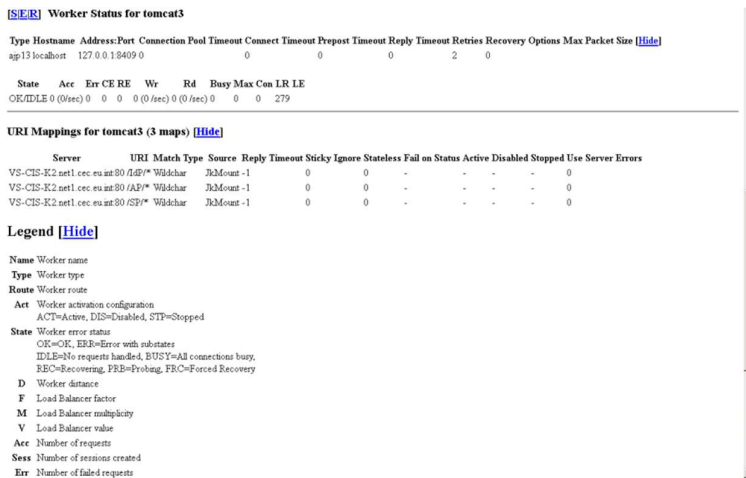 [S|E|R] Worker Status for tomcat3
Type Hostname Address:Port Connection Pool Timeout Connect Timeout Prepost Timeout Reply Timeout Retries Recovery Options Max Packet Size [Hide]
ajp13 localhost 127.0.0.1:8409 0 0 0 0 2 0
State Acc Err CE RE Wr Rd Busy Max Con LR LE
OK/IDLE 0 (0/sec) 0 0 0 0 (0 /sec) 0 (0 /sec) 0 0 0 279
URI Mappings for tomcat3 (3 maps) [Hide]
Server URI Match Type Source Reply Timeout Sticky Ignore Stateless Fail on Status Active Disabled Stopped Use Server Errors
VS-CIS-K2.net1.cec.eu.int:80 /IdP/* Wildchar JkMount -1 0 0 - - - - 0
VS-CIS-K2.net1.cec.eu.int:80 /AP/* Wildchar JkMount -1 0 0 - - - - 0
VS-CIS-K2.net1.cec.eu.int:80 /SP/* Wildchar JkMount -1 0 0 - - - - 0
Legend [Hide]
Name Worker name
Type Worker type
Route Worker route
Act Worker activation configuration
ACT=Active, DIS=Disabled, STP=Stopped
State Worker error status
OK=OK, ERR=Error with substates
IDLE=No requests handled, BUSY=All connections busy,
REC=Recovering, PRB=Probing, FRC=Forced Recovery
D Worker distance
F Load Balancer factor
M Load Balancer multiplicity
V Load Balancer value
Acc Number of requests
Sess Number of sessions created
Err Number of failed requests